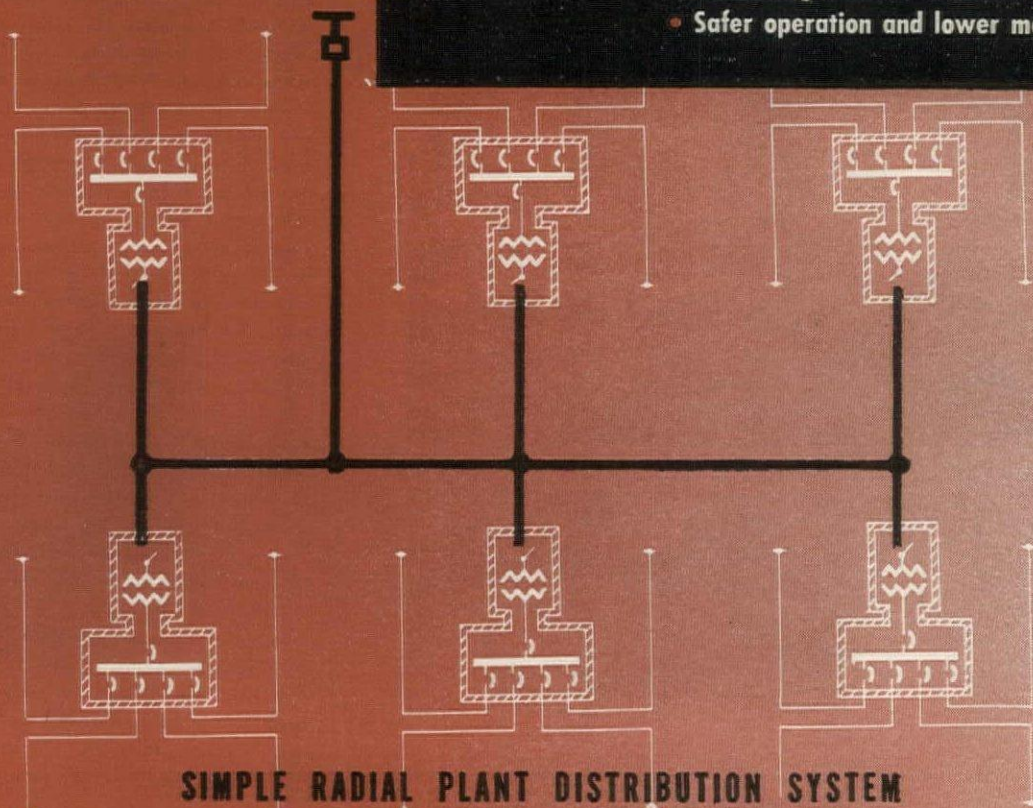 • Safer operation and lower
SIMPLE RADIAL PLANT DISTRIBUTION SYSTEM